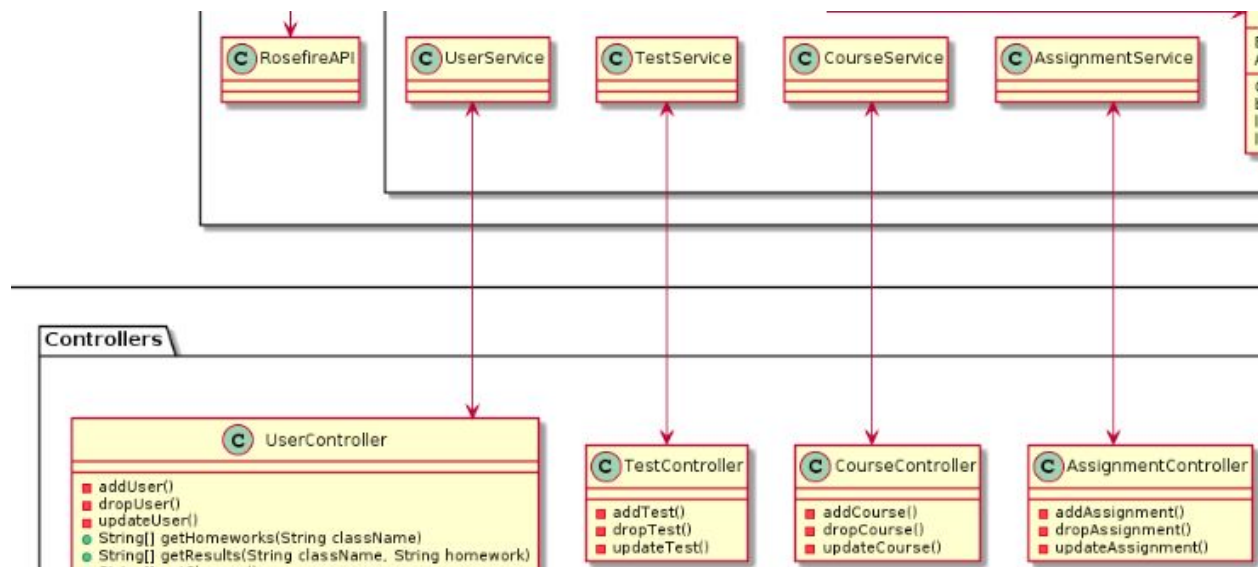 C RosefireAPI
C UserService
C TestService
C CourseService
C AssignmentService
Controllers
C UserController
addUser()
dropUser()
updateUser()
String[] getHomeworks(String className)
String[] getResults(String className, String homework)
C TestController
addTest()
dropTest()
updateTest()
C CourseController
addCourse()
dropCourse()
updateCourse()
C AssignmentController
addAssignment()
dropAssignment()
updateAssignment()